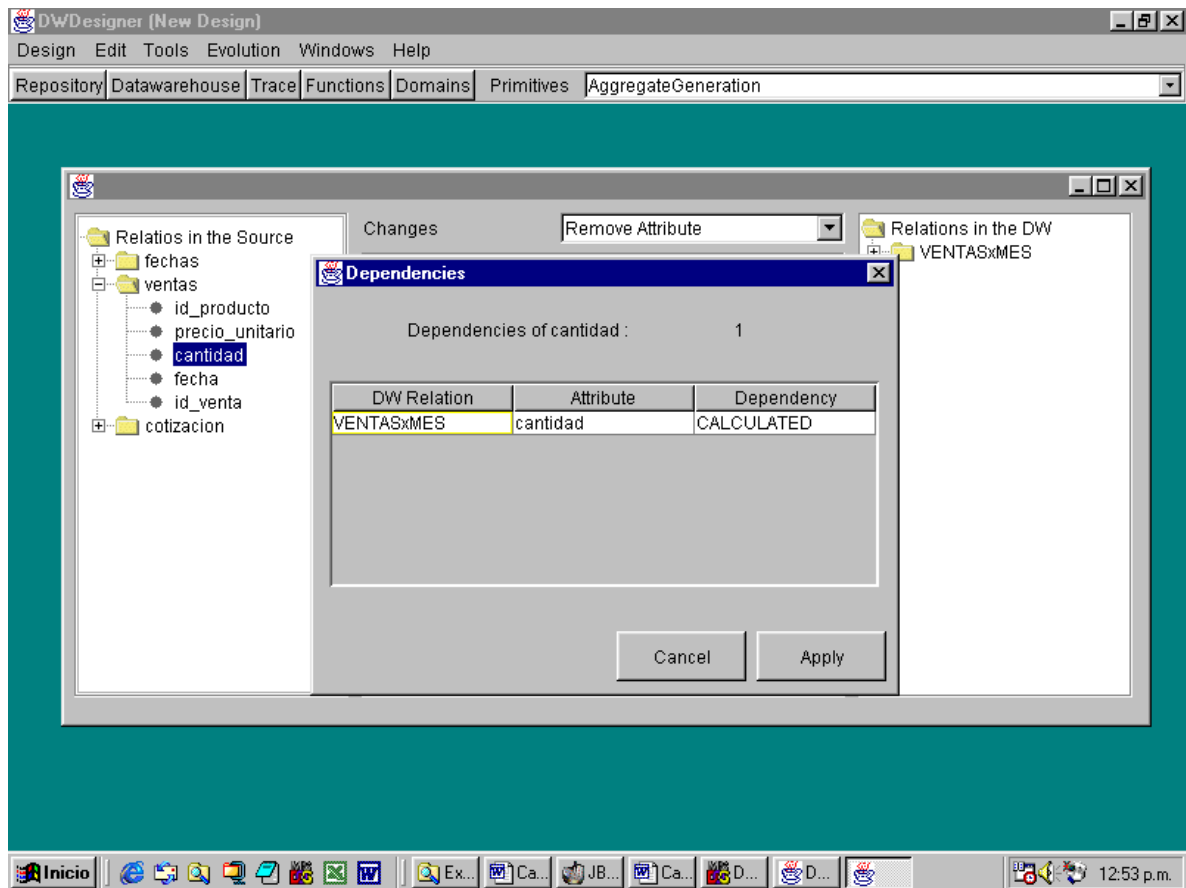 DWDesigner (New Design)
Design Edit Tools Evolution Windows Help
Repository Datawarehouse Trace Functions Domains Primitives AggregateGeneration
Relatios in the Source
fechas
ventas
id_producto
precio_unitario
cantidad
fecha
id_venta
cotizacion
Changes Remove Attribute
Relations in the DW
VENTASxMES
Dependencies
Dependencies of cantidad : 1
DW Relation Attribute Dependency
VENTASxMES cantidad CALCULATED
Cancel Apply
Inicio Ex... Ca... JB... Ca... D... D... 12:53 p.m.